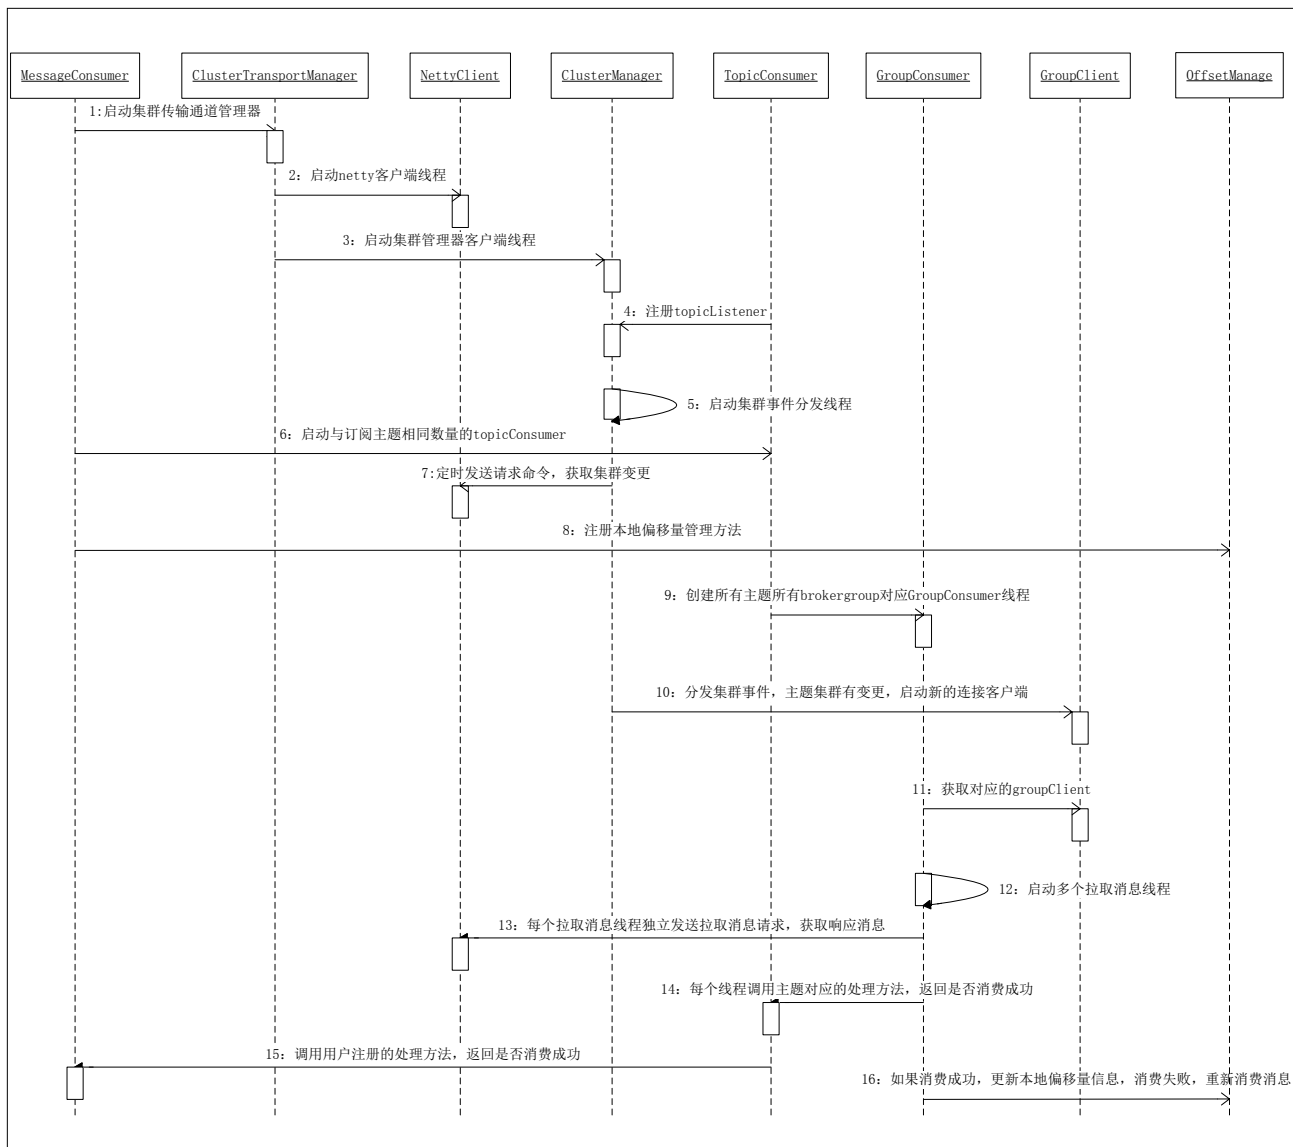 MessageConsumer
ClusterTransportManager
NettyClient
ClusterManager
TopicConsumer
GroupConsumer
GroupClient
OffsetManage
1:启动集群传输通道管理器
2: 启动netty客户端线程
3: 启动集群管理器客户端线程
4: 注册topicListener
5: 启动集群事件分发线程
6: 启动与订阅主题相同数量的topicConsumer
7:定时发送请求命令，获取集群变更
8: 注册本地偏移量管理方法
9: 创建所有主题所有brokergroup对应GroupConsumer线程
10: 分发集群事件，主题集群有变更，启动新的连接客户端
11: 获取对应的groupClient
12: 启动多个拉取消息线程
13: 每个拉取消息线程独立发送拉取消息请求，获取响应消息
14: 每个线程调用主题对应的处理方法，返回是否消费成功
15: 调用用户注册的处理方法，返回是否消费成功
16: 如果消费成功，更新本地偏移量信息，消费失败，重新消费消息